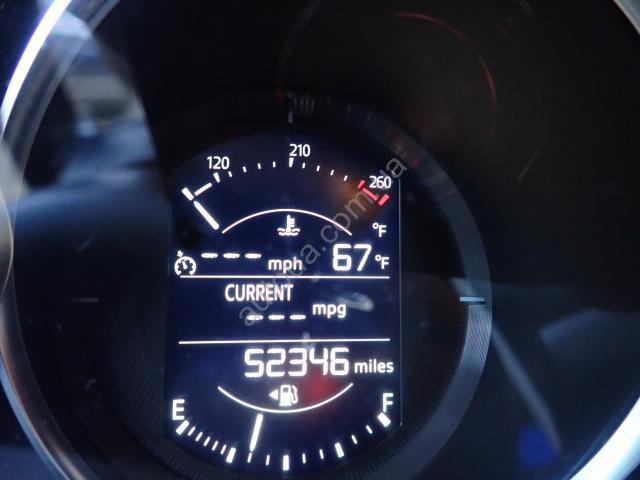 120 210 260
°F
--- mph 67°F
CURRENT
--- mpg
52346 miles
E F